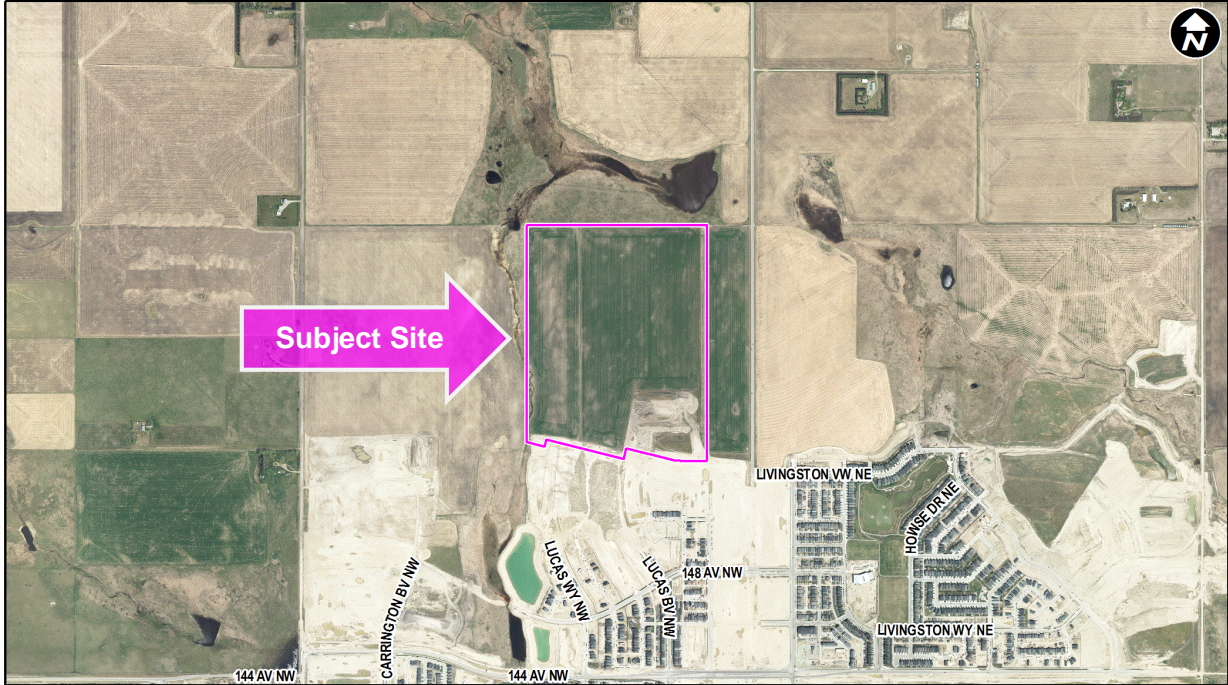 N
Subject Site
LIVINGSTON VW NE
HOWSE DR NE
LUCAS WY NW
LUCAS BV NW
148 AV NW
CARRINGTON BV NW
LIVINGSTON WY NE
144 AV NW
144 AV NW